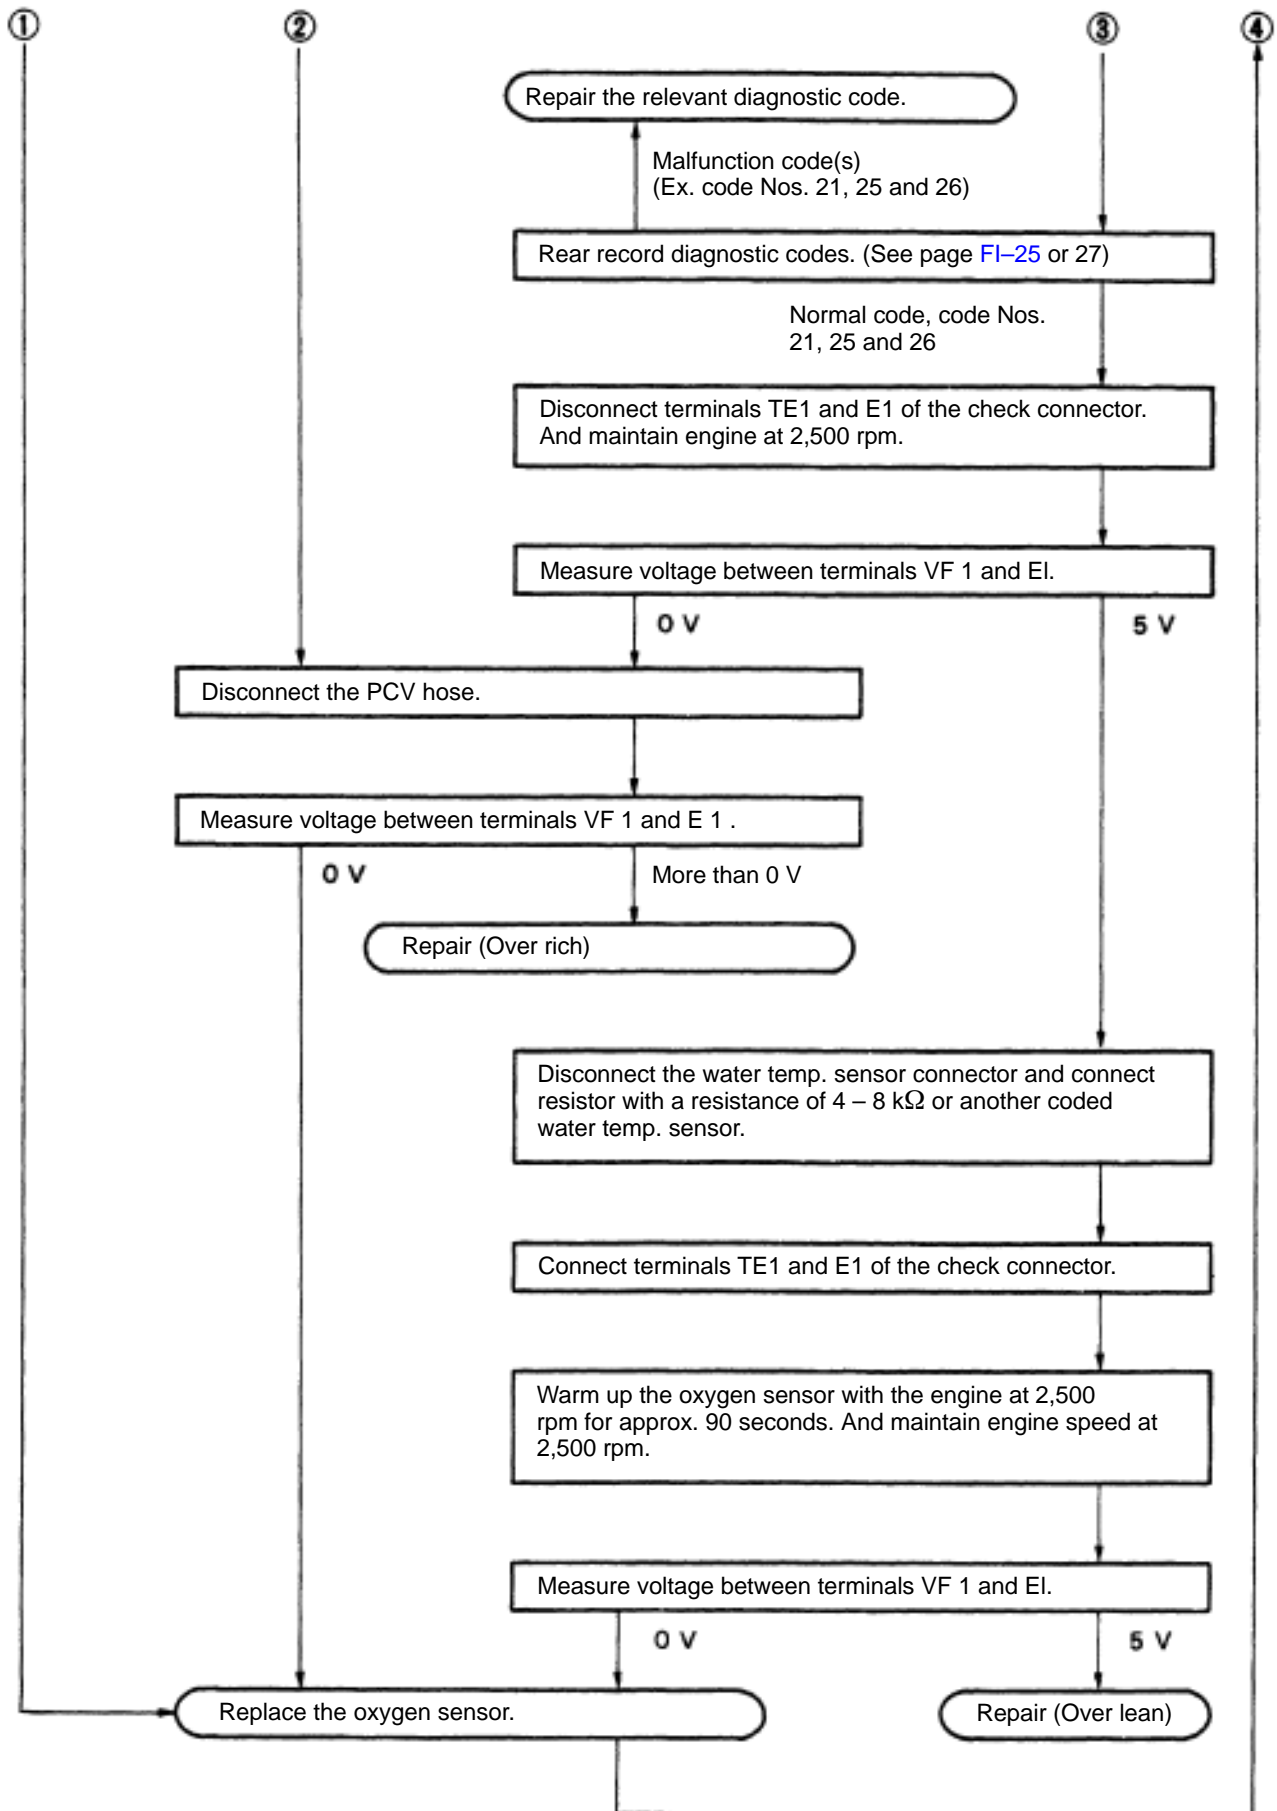 ① ② ③ ④
Repair the relevant diagnostic code.
Malfunction code(s)
(Ex. code Nos. 21, 25 and 26)
Rear record diagnostic codes. (See page FI–25 or 27)
Normal code, code Nos.
21, 25 and 26
Disconnect terminals TE1 and E1 of the check connector.
And maintain engine at 2,500 rpm.
Measure voltage between terminals VF 1 and El.
0 V 5 V
Disconnect the PCV hose.
Measure voltage between terminals VF 1 and E 1 .
0 V More than 0 V
Repair (Over rich)
Disconnect the water temp. sensor connector and connect
resistor with a resistance of 4 – 8 kΩ or another coded
water temp. sensor.
Connect terminals TE1 and E1 of the check connector.
Warm up the oxygen sensor with the engine at 2,500
rpm for approx. 90 seconds. And maintain engine speed at
2,500 rpm.
Measure voltage between terminals VF 1 and El.
0 V 5 V
Replace the oxygen sensor. Repair (Over lean)